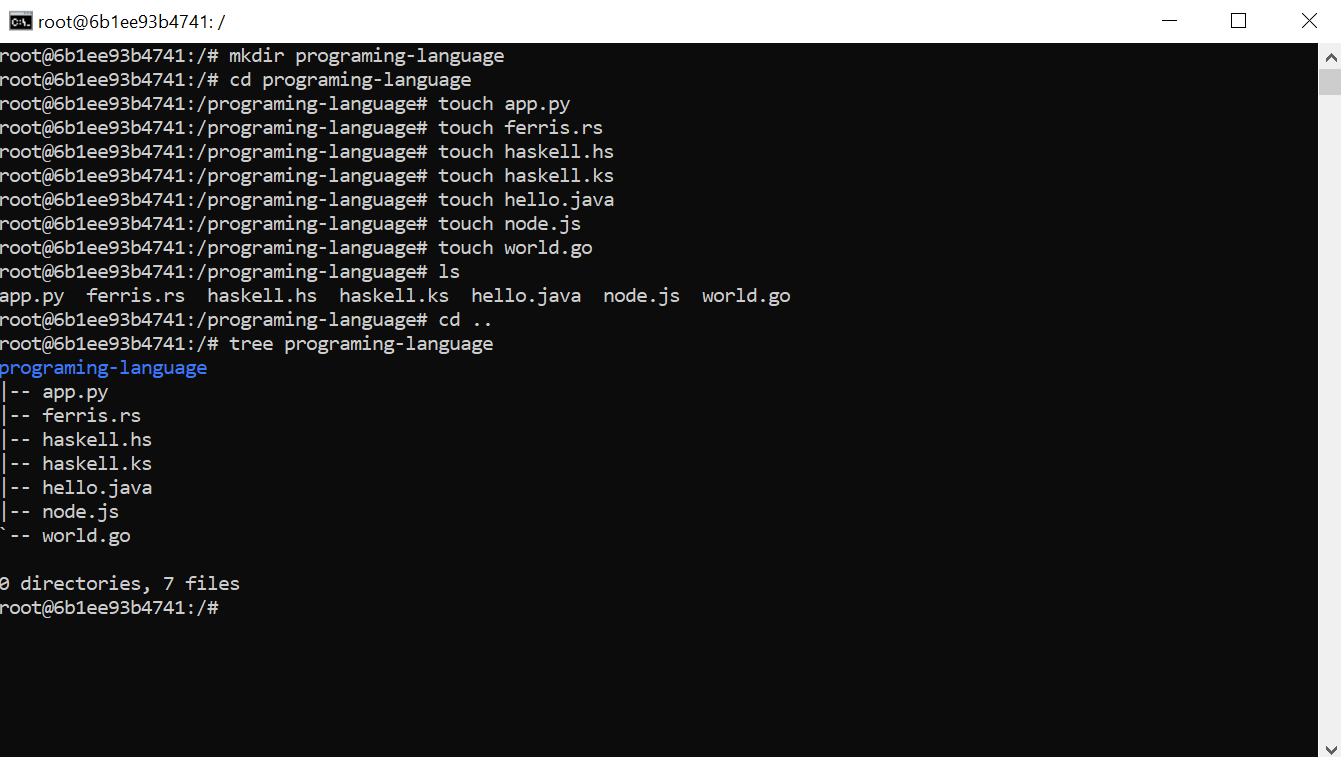 root@6b1ee93b4741: /
root@6b1ee93b4741:/# mkdir programing-language
root@6b1ee93b4741:/# cd programing-language
root@6b1ee93b4741:/programing-language# touch app.py
root@6b1ee93b4741:/programing-language# touch ferris.rs
root@6b1ee93b4741:/programing-language# touch haskell.hs
root@6b1ee93b4741:/programing-language# touch haskell.ks
root@6b1ee93b4741:/programing-language# touch hello.java
root@6b1ee93b4741:/programing-language# touch node.js
root@6b1ee93b4741:/programing-language# touch world.go
root@6b1ee93b4741:/programing-language# ls
app.py  ferris.rs  haskell.hs  haskell.ks  hello.java  node.js  world.go
root@6b1ee93b4741:/programing-language# cd ..
root@6b1ee93b4741:/# tree programing-language
programing-language
|-- app.py
|-- ferris.rs
|-- haskell.hs
|-- haskell.ks
|-- hello.java
|-- node.js
`-- world.go
0 directories, 7 files
root@6b1ee93b4741:/#